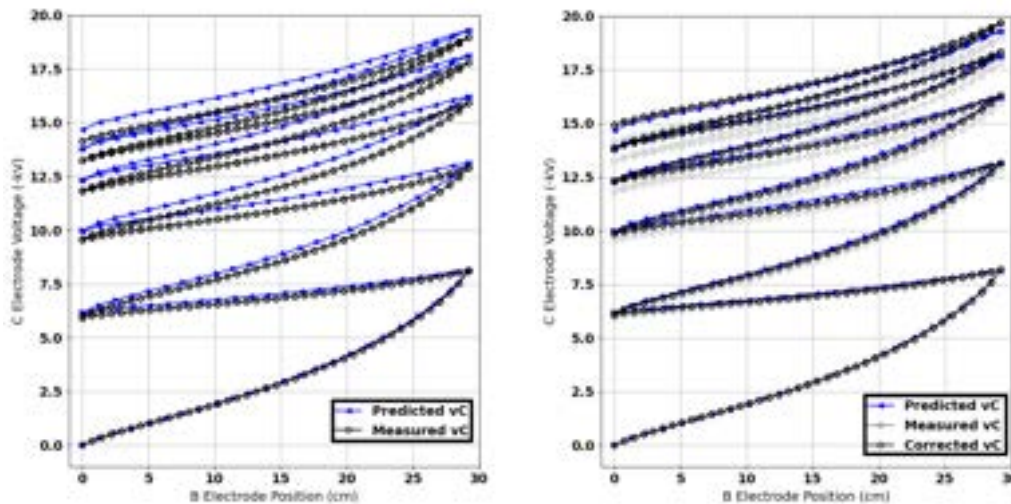 20.0
17.5
15.0
12.5
10.0
7.5
5.0
2.5
0.0
C Electrode Voltage (-kV)
0 5 10 15 20 25 30
B Electrode Position (cm)
Predicted vC
Measured vC
20.0
17.5
15.0
12.5
10.0
7.5
5.0
2.5
0.0
C Electrode Voltage (-kV)
0 5 10 15 20 25 30
B Electrode Position (cm)
Predicted vC
Measured vC
Corrected vC